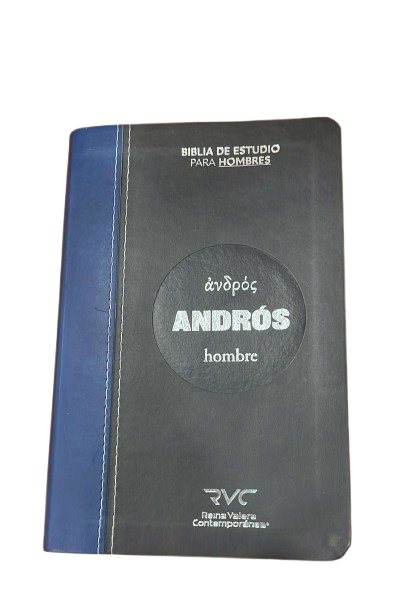 BIBLIA DE ESTUDIO
PARA HOMBRES
ἀνδρός
ANDRÓS
hombre
RVC
Reina Valera
Contemporánea®